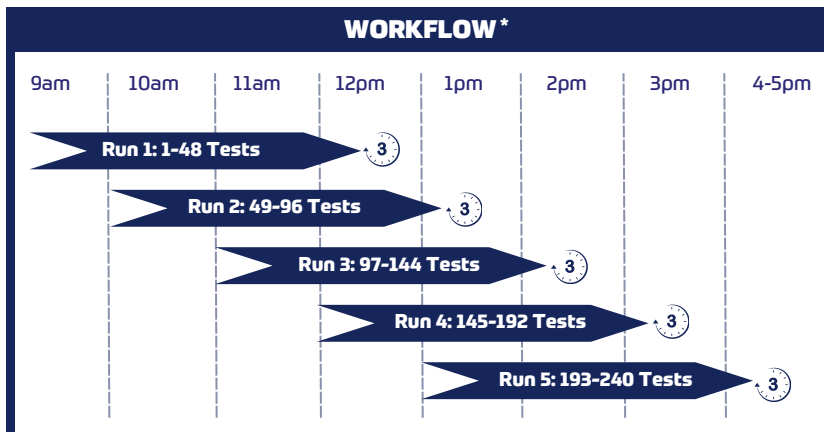 WORKFLOW*
9am 10am 11am 12pm 1pm 2pm 3pm 4-5pm
Run 1: 1-48 Tests 3
Run 2: 49-96 Tests 3
Run 3: 97-144 Tests 3
Run 4: 145-192 Tests 3
Run 5: 193-240 Tests 3